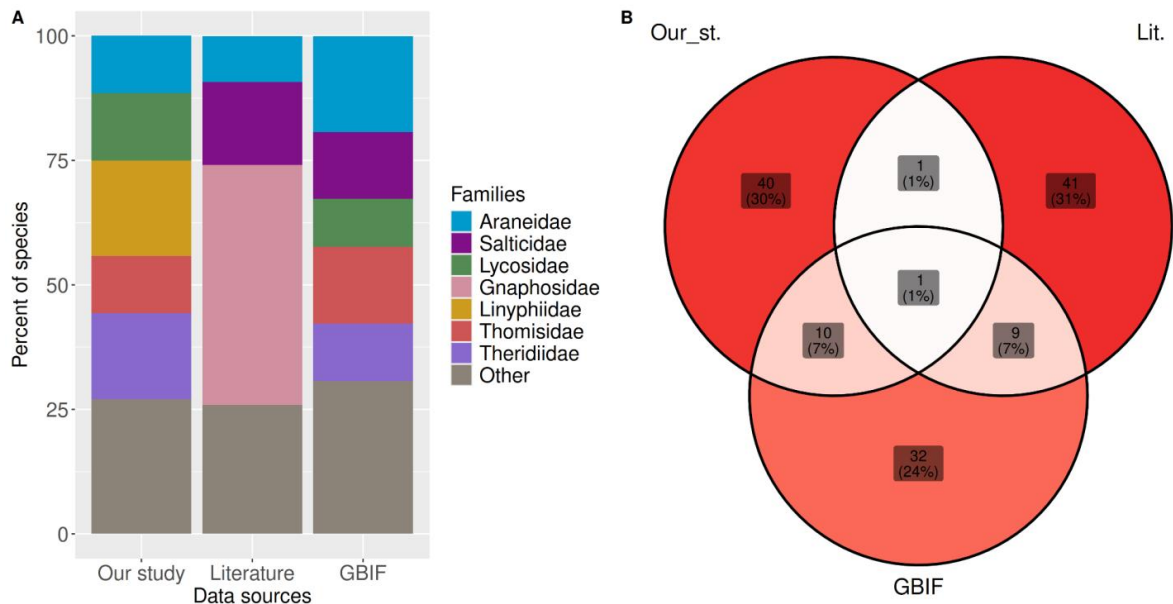 A
100
75
50
25
0
Percent of species
Our study
Literature
GBIF
Data sources
Families
Araneidae
Salticidae
Lycosidae
Gnaphosidae
Linyphiidae
Thomisidae
Theridiidae
Other
B
Our_st.
Lit.
1
(1%)
40
(30%)
41
(31%)
1
(1%)
10
(7%)
9
(7%)
32
(24%)
GBIF